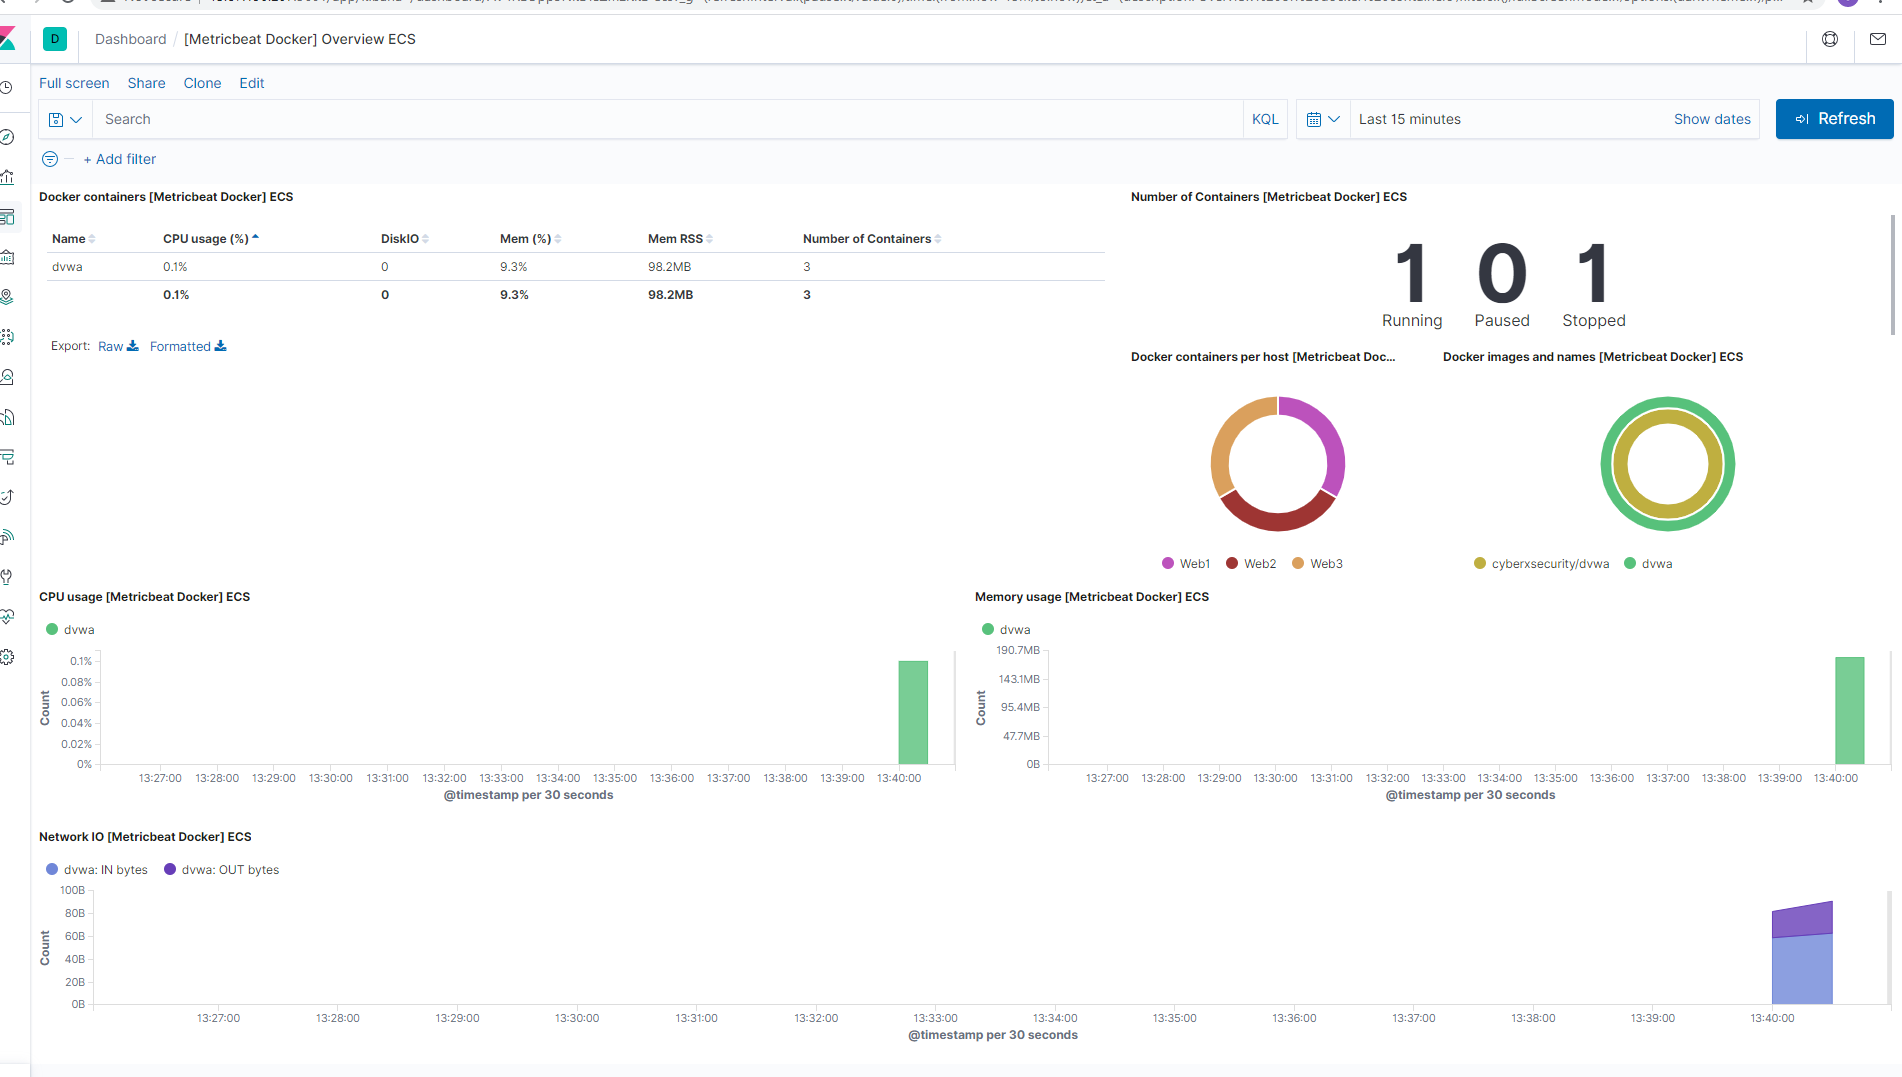 D Dashboard / [Metricbeat Docker] Overview ECS
Full screen Share Clone Edit
Search KQL Last 15 minutes Show dates Refresh
+ Add filter
Docker containers [Metricbeat Docker] ECS
Name CPU usage (%) DiskIO Mem (%) Mem RSS Number of Containers
dvwa 0.1% 0 9.3% 98.2MB 3
0.1% 0 9.3% 98.2MB 3
Export: Raw Formatted
Number of Containers [Metricbeat Docker] ECS
1 0 1
Running Paused Stopped
Docker containers per host [Metricbeat Doc...
Web1 Web2 Web3
Docker images and names [Metricbeat Docker] ECS
cyberxsecurity/dvwa dvwa
CPU usage [Metricbeat Docker] ECS
dvwa
0.1%
0.08%
0.06%
0.04%
0.02%
0%
Count
13:27:00 13:28:00 13:29:00 13:30:00 13:31:00 13:32:00 13:33:00 13:34:00 13:35:00 13:36:00 13:37:00 13:38:00 13:39:00 13:40:00
@timestamp per 30 seconds
Memory usage [Metricbeat Docker] ECS
dvwa
190.7MB
143.1MB
95.4MB
47.7MB
0B
Count
13:27:00 13:28:00 13:29:00 13:30:00 13:31:00 13:32:00 13:33:00 13:34:00 13:35:00 13:36:00 13:37:00 13:38:00 13:39:00 13:40:00
@timestamp per 30 seconds
Network IO [Metricbeat Docker] ECS
dvwa: IN bytes dvwa: OUT bytes
100B
80B
60B
40B
20B
0B
Count
13:27:00 13:28:00 13:29:00 13:30:00 13:31:00 13:32:00 13:33:00 13:34:00 13:35:00 13:36:00 13:37:00 13:38:00 13:39:00 13:40:00
@timestamp per 30 seconds